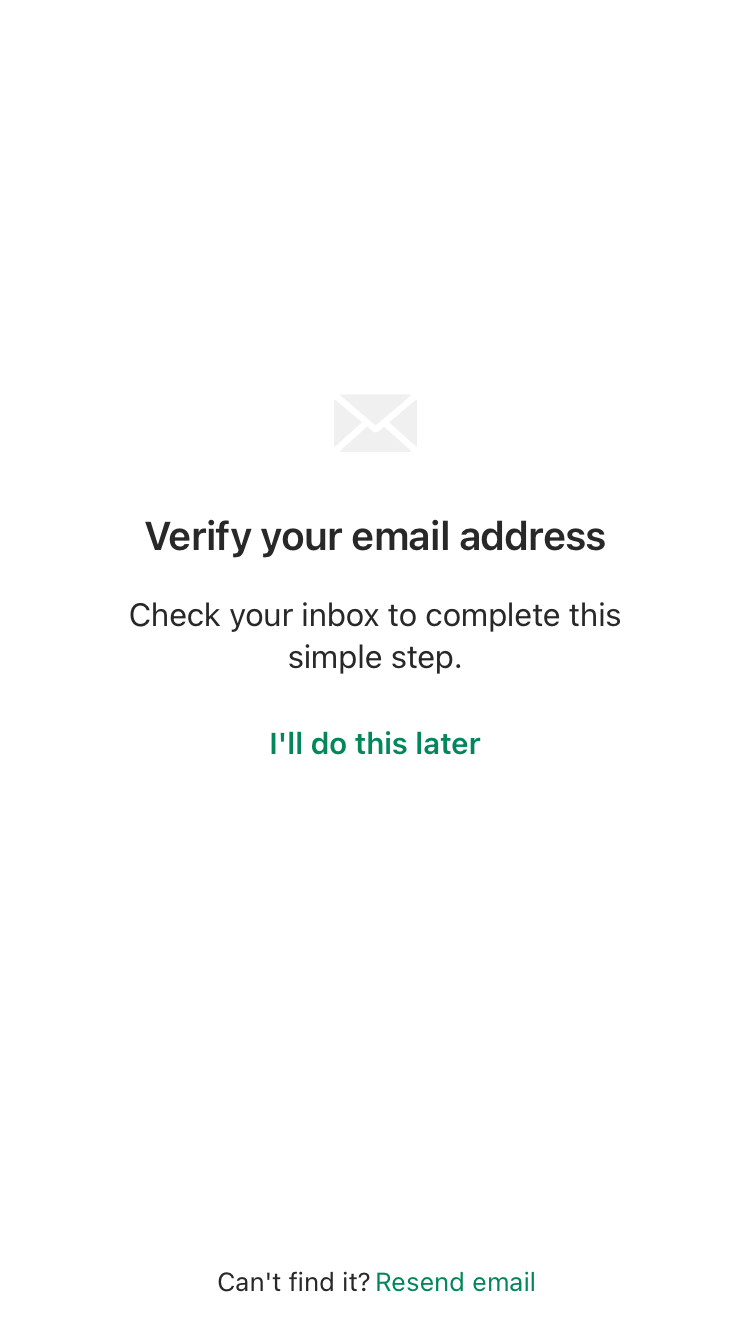 Verify your email address
Check your inbox to complete this
simple step.
I'll do this later
Can't find it? Resend email